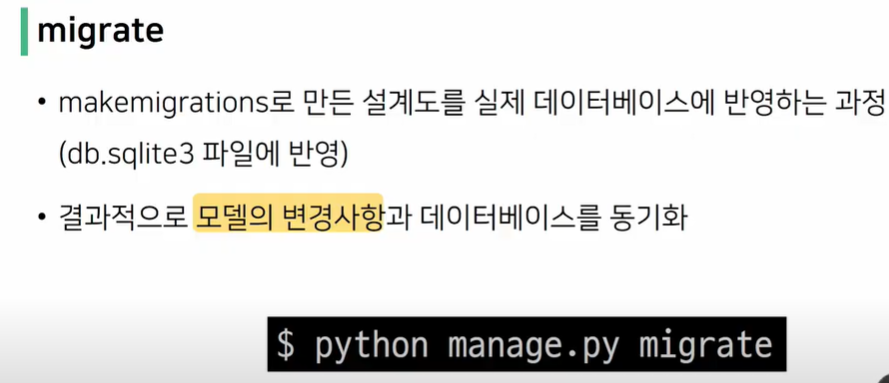 migrate
• makemigrations로 만든 설계도를 실제 데이터베이스에 반영하는 과정
(db.sqlite3 파일에 반영)
• 결과적으로 모델의 변경사항과 데이터베이스를 동기화
$ python manage.py migrate